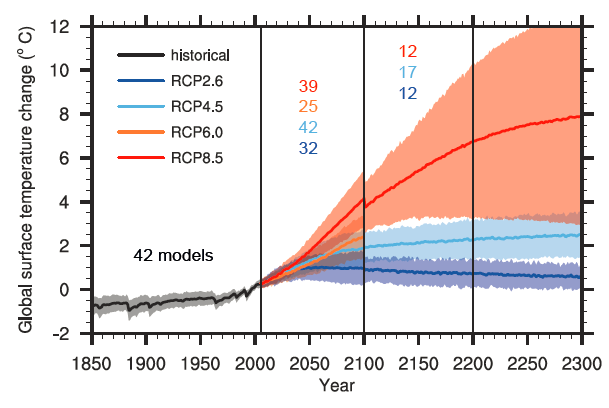 Global surface temperature change (° C)
12
10
8
6
4
2
0
-2
historical
RCP2.6
RCP4.5
RCP6.0
RCP8.5
42 models
39
25
42
32
12
17
12
1850 1900 1950 2000 2050 2100 2150 2200 2250 2300
Year